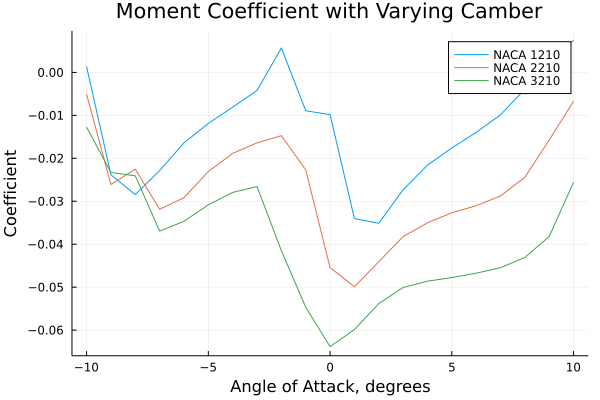 Moment Coefficient with Varying Camber
NACA 1210
NACA 2210
NACA 3210
0.00
−0.01
−0.02
−0.03
−0.04
−0.05
−0.06
Coefficient
−10
−5
0
5
10
Angle of Attack, degrees